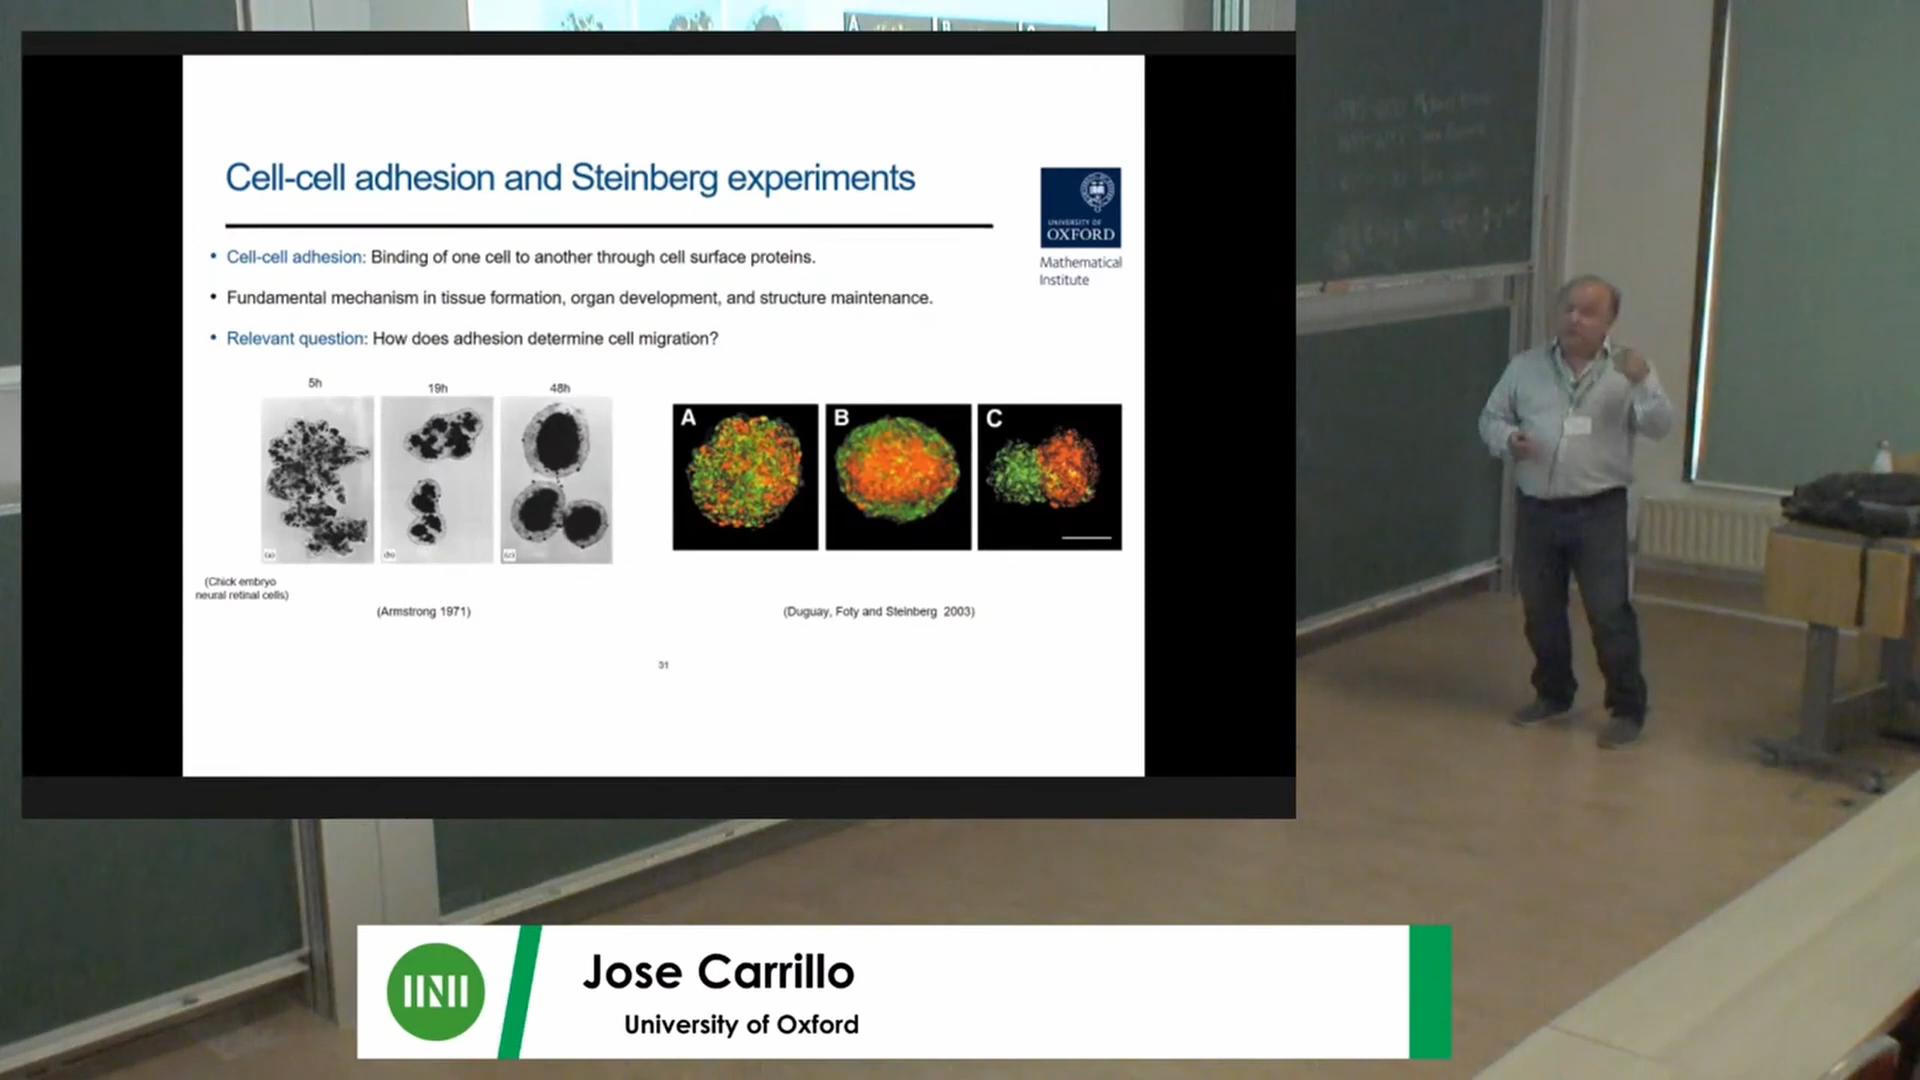 A B
Cell-cell adhesion and Steinberg experiments
UNIVERSITY OF
OXFORD
Mathematical
Institute
• Cell-cell adhesion: Binding of one cell to another through cell surface proteins.
• Fundamental mechanism in tissue formation, organ development, and structure maintenance.
• Relevant question: How does adhesion determine cell migration?
5h 19h 48h
A B C
(a) (b) (c)
(Chick embryo
neural retinal cells)
(Armstrong 1971)
(Duguay, Foty and Steinberg 2003)
31
Jose Carrillo
University of Oxford